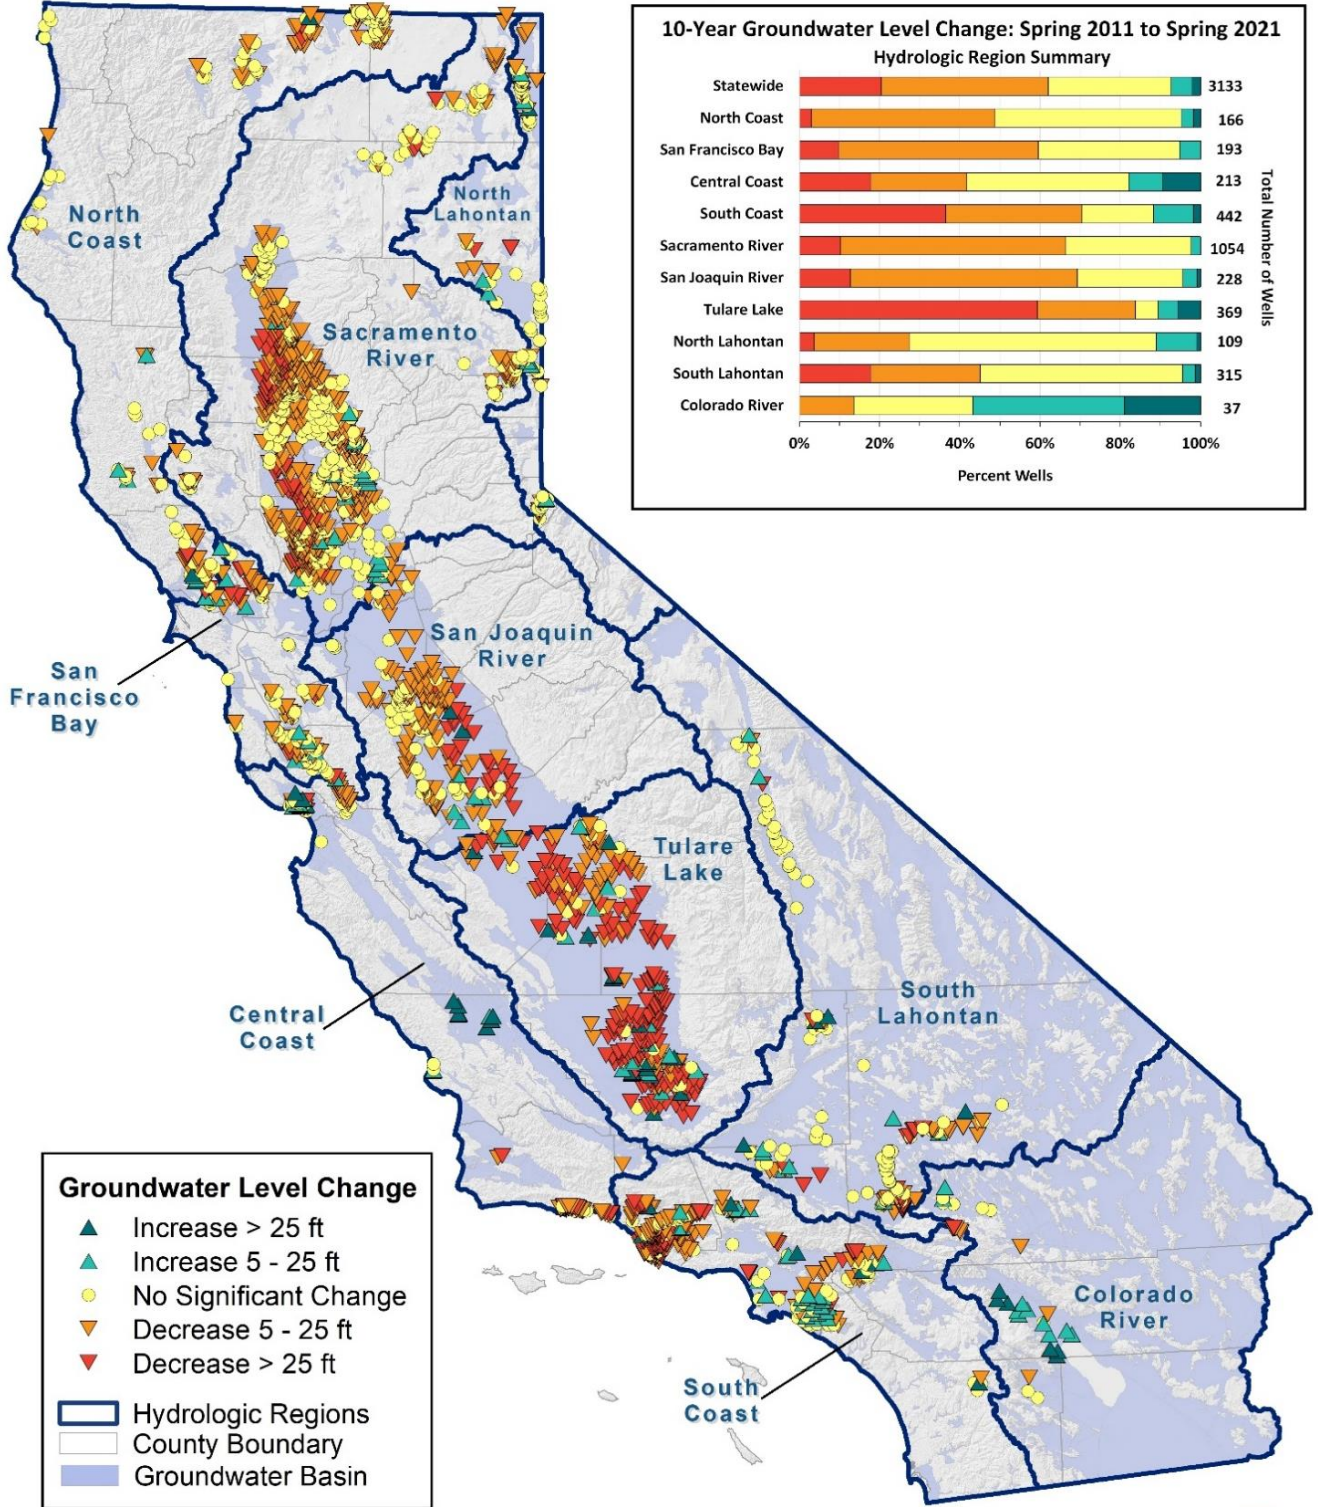 10-Year Groundwater Level Change: Spring 2011 to Spring 2021
Hydrologic Region Summary
Statewide 3133
North Coast 166
San Francisco Bay 193
Central Coast 213
South Coast 442
Sacramento River 1054
San Joaquin River 228
Tulare Lake 369
North Lahontan 109
South Lahontan 315
Colorado River 37
Total Number of Wells
0% 20% 40% 60% 80% 100%
Percent Wells
North
Coast
North
Lahontan
Sacramento
River
San Joaquin
River
San
Francisco
Bay
Tulare
Lake
Central
Coast
South
Lahontan
Colorado
River
South
Coast
Groundwater Level Change
Increase > 25 ft
Increase 5 - 25 ft
No Significant Change
Decrease 5 - 25 ft
Decrease > 25 ft
Hydrologic Regions
County Boundary
Groundwater Basin